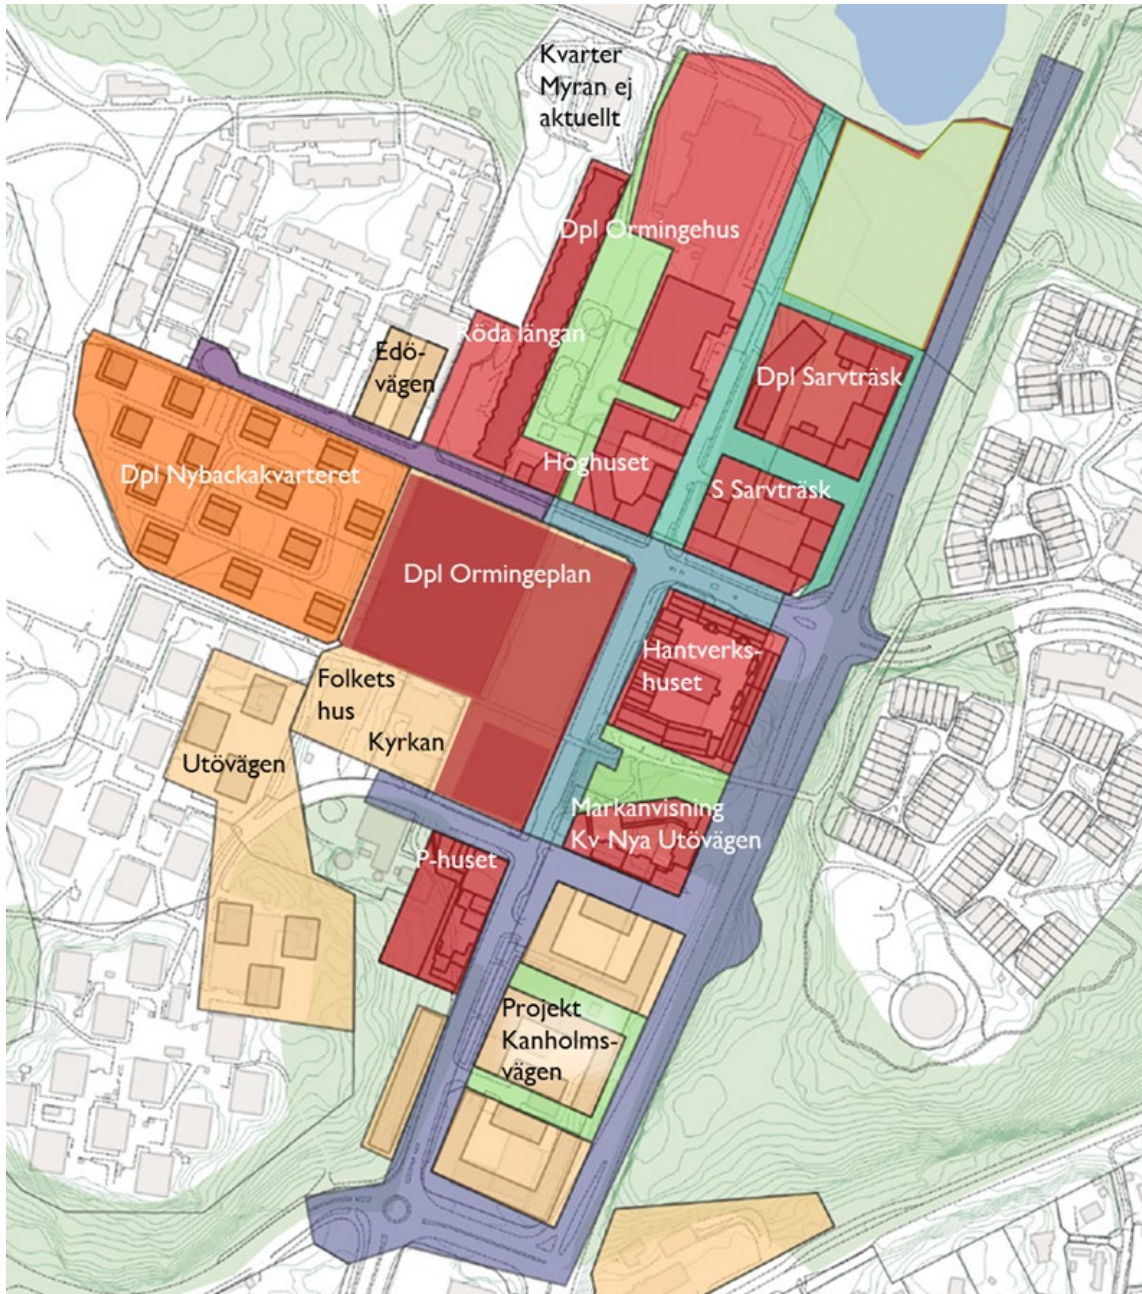 Kvarter
Myran ej
aktuellt
Dpl Ormingehus
Röda längan
Edö-
vägen
Dpl Sarvträsk
Höghuset
S Sarvträsk
Dpl Nybackakvarteret
Dpl Ormingeplan
Hantverks-
huset
Folkets
hus
Kyrkan
Utövägen
Markanvisning
Kv Nya Utövägen
P-huset
Projekt
Kanholms-
vägen